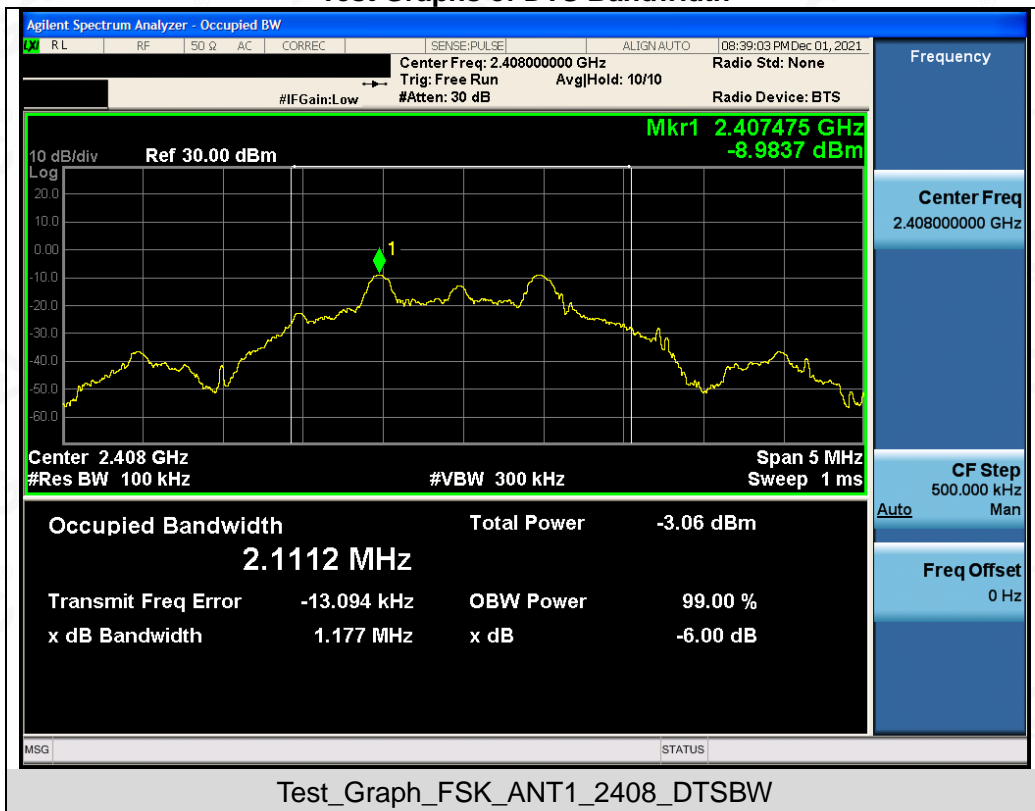 Test Graphs of DTS Bandwidth
Agilent Spectrum Analyzer - Occupied BW
LXI RL RF 50 Ω AC CORREC SENSE:PULSE ALIGN AUTO 08:39:03 PM Dec 01, 2021
Center Freq: 2.408000000 GHz Radio Std: None
Trig: Free Run Avg|Hold: 10/10
#IFGain:Low #Atten: 30 dB Radio Device: BTS
Frequency
Mkr1 2.407475 GHz
10 dB/div Ref 30.00 dBm -8.9837 dBm
Log
20.0
10.0
0.00
-10.0
-20.0
-30.0
-40.0
-50.0
-60.0
1
Center Freq
2.408000000 GHz
Center 2.408 GHz Span 5 MHz
#Res BW 100 kHz #VBW 300 kHz Sweep 1 ms
CF Step
500.000 kHz
Auto Man
Occupied Bandwidth Total Power -3.06 dBm
2.1112 MHz
Freq Offset
0 Hz
Transmit Freq Error -13.094 kHz OBW Power 99.00 %
x dB Bandwidth 1.177 MHz x dB -6.00 dB
MSG STATUS
Test_Graph_FSK_ANT1_2408_DTSBW